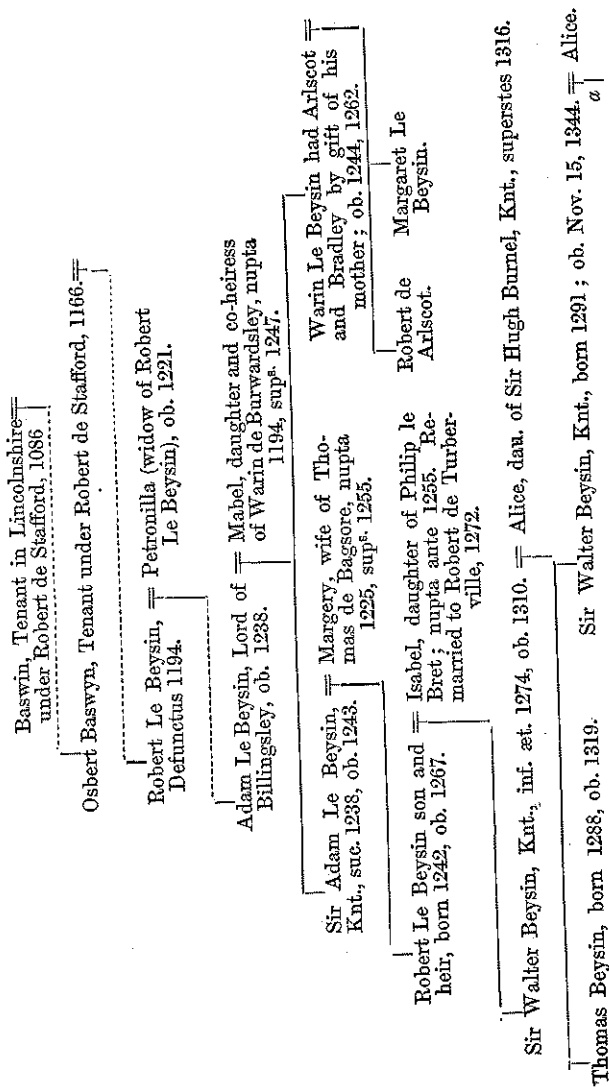 Baswin, Tenant in Lincolnshire =
under Robert de Stafford, 1086
Osbert Baswyn, Tenant under Robert de Stafford, 1166. =
Robert Le Beysin, = Petronilla (widow of Robert
Defunctus 1194. Le Beysin), ob. 1221.
Adam Le Beysin, Lord of = Mabel, daughter and co-heiress
Billingsley, ob. 1238. of Warin de Burwardsley, nupta
1194, sups. 1247.
Sir Adam Le Beysin, = Margery, wife of Tho-
Knt., suc. 1238, ob. 1243. mas de Bagsore, nupta
1225, sups. 1255.
Warin Le Beysin had Arlscot =
and Bradley by gift of his
mother; ob. 1244, 1262.
Robert Le Beysin son and = Isabel, daughter of Philip le
heir, born 1242, ob. 1267. Bret; nupta ante 1255. Re-
married to Robert de Turber-
ville, 1272.
Robert de
Arlscot.
Margaret Le
Beysin.
Sir Walter Beysin, Knt., inf. æt. 1274, ob. 1310. = Alice, dau. of Sir Hugh Burnel, Knt., superstes 1316.
Thomas Beysin, born 1288, ob. 1319.
Sir Walter Beysin, Knt., born 1291; ob. Nov. 15, 1344. = Alice.
a